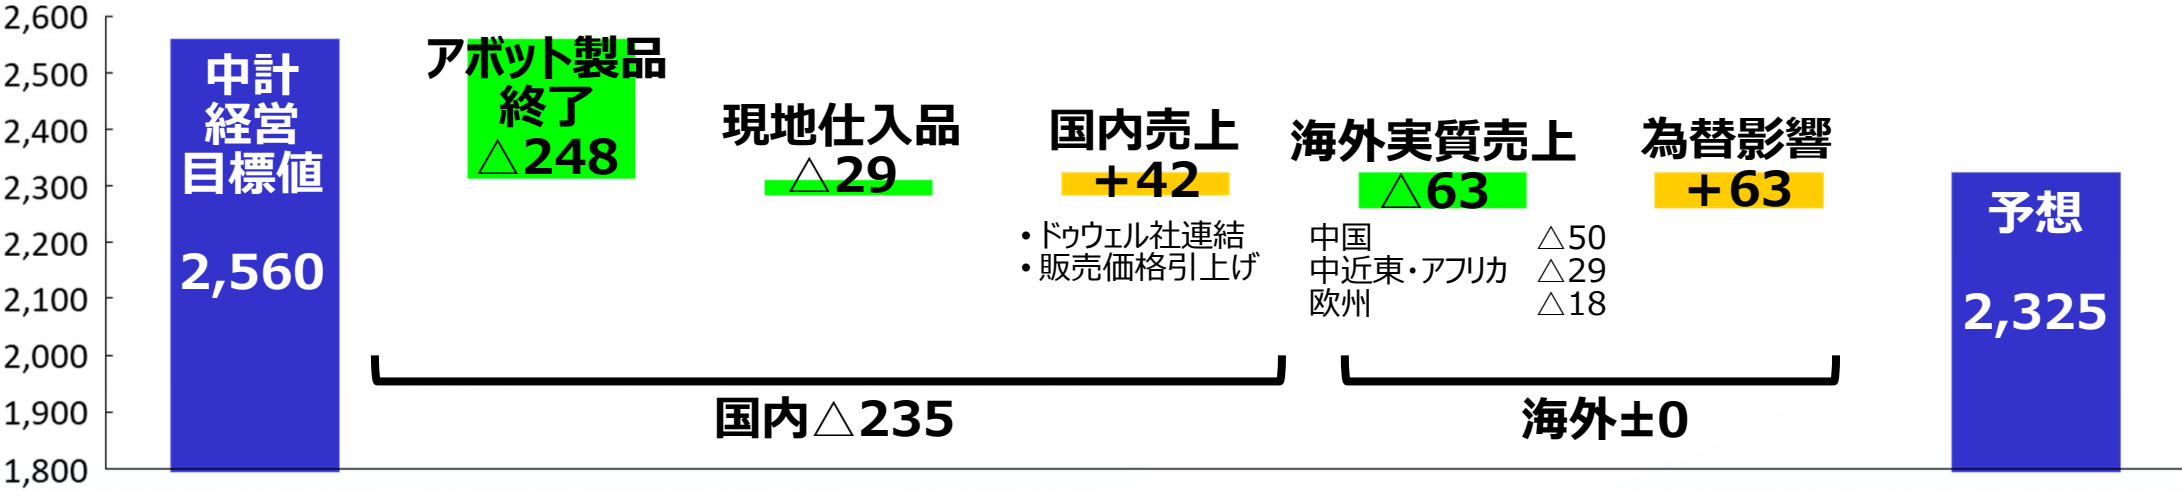 2,600
2,500
2,400
2,300
2,200
2,100
2,000
1,900
1,800
中計
経営
目標値
2,560
アボット製品
終了
△248
現地仕入品
△29
国内売上
＋42
・ドゥウェル社連結
・販売価格引上げ
海外実質売上
△63
中国 △50
中近東・アフリカ △29
欧州 △18
為替影響
＋63
予想
2,325
国内△235
海外±0